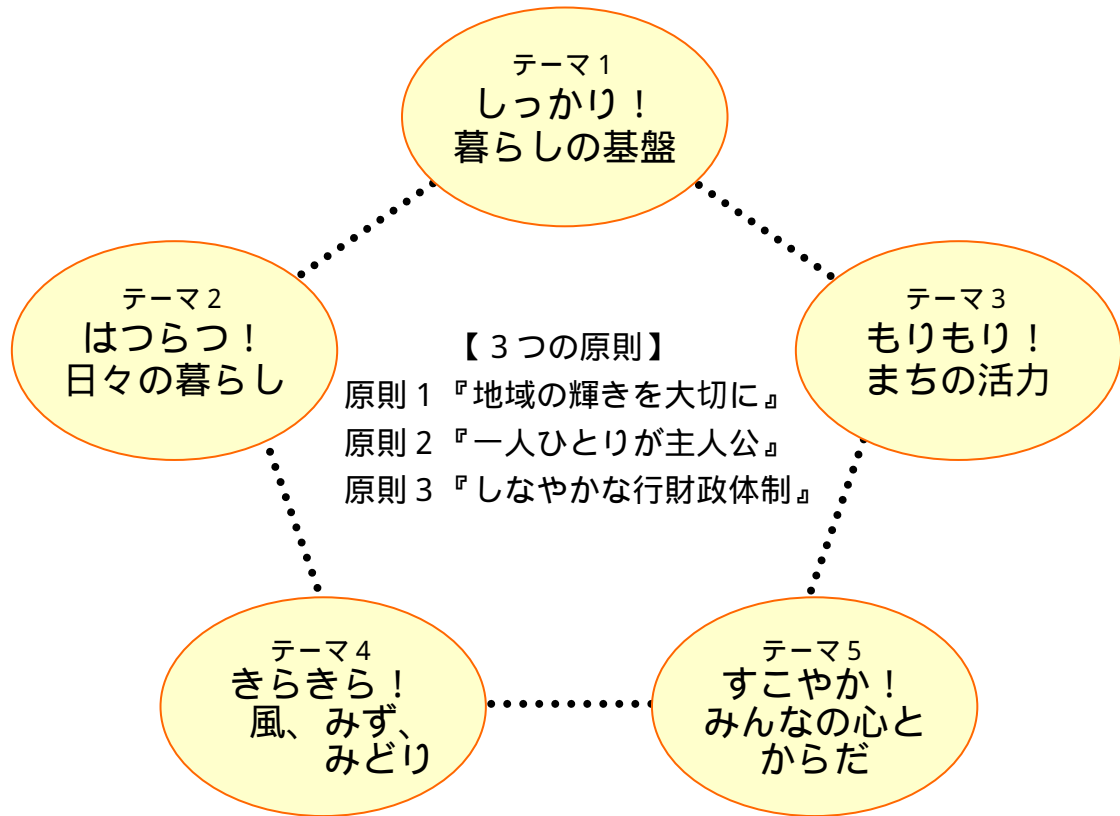 テーマ１
しっかり！
暮らしの基盤
テーマ２
はつらつ！
日々の暮らし
テーマ３
もりもり！
まちの活力
【３つの原則】
原則１『地域の輝きを大切に』
原則２『一人ひとりが主人公』
原則３『しなやかな行財政体制』
テーマ４
きらきら！
風、みず、
みどり
テーマ５
すこやか！
みんなの心と
からだ